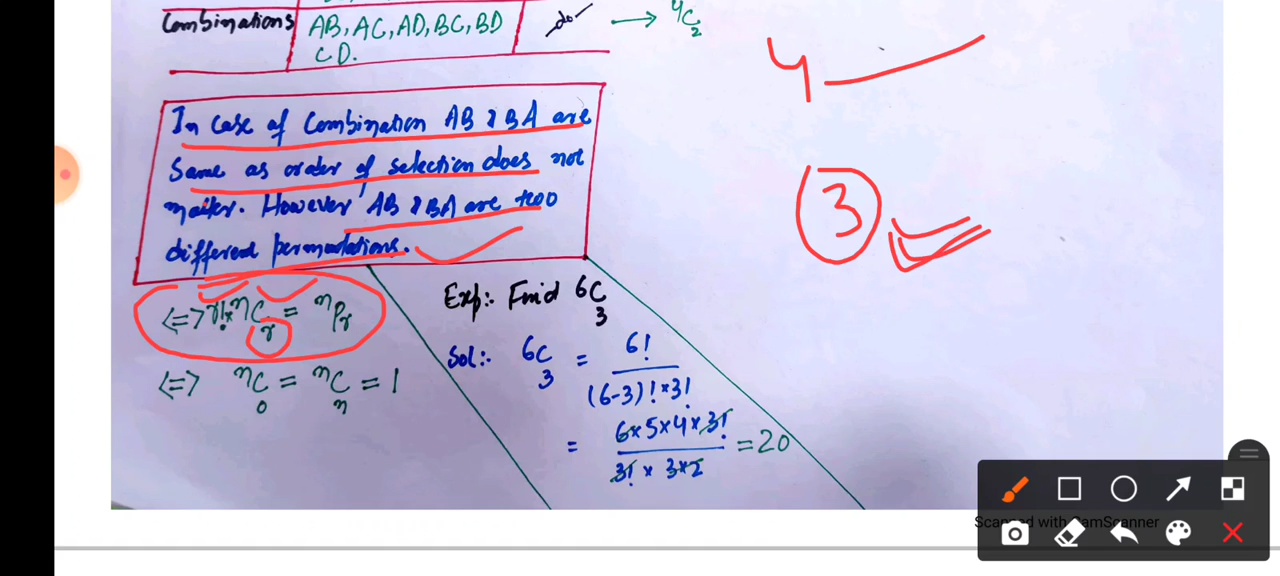 Combinations AB, AC, AD, BC, BD → ⁴C₂
CD.
4
In case of Combination AB & BA are
Same as order of selection does not
matter. However AB & BA are two
different permutations.
3
⇔ r! × ⁿCᵣ = ⁿPᵣ
⇔ ⁿC₀ = ⁿCₙ = 1
Exp:- Find 6C₃
Sol:- 6C₃ = 6! / (6-3)! × 3!
= 6×5×4×3! / 3! × 3×2 = 20
Scanned with CamScanner